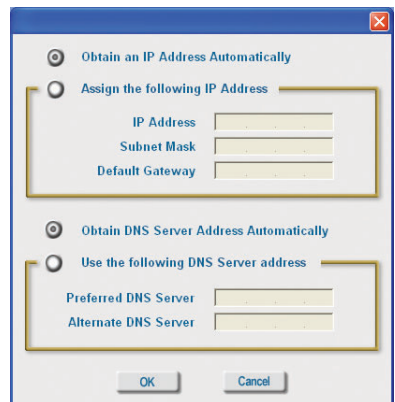 Obtain an IP Address Automatically
Assign the following IP Address
IP Address
Subnet Mask
Default Gateway
Obtain DNS Server Address Automatically
Use the following DNS Server address
Preferred DNS Server
Alternate DNS Server
OK Cancel